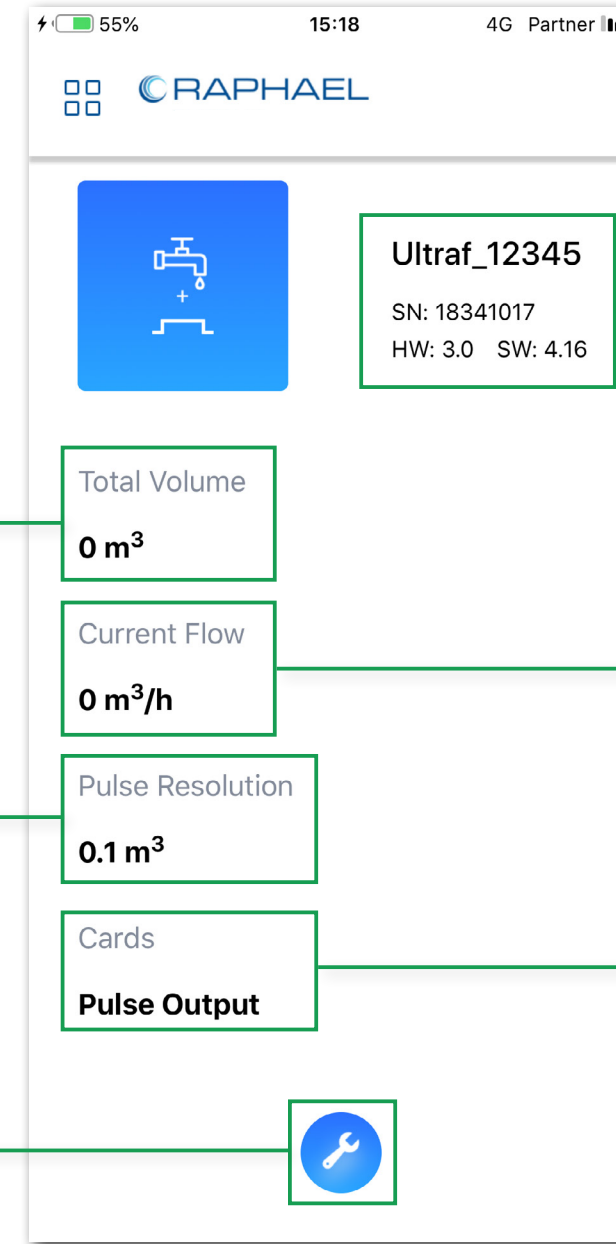 55% 15:18 4G Partner
RAPHAEL
Ultraf_12345
SN: 18341017
HW: 3.0 SW: 4.16
+
Total Volume
0 m³
Current Flow
0 m³/h
Pulse Resolution
0.1 m³
Cards
Pulse Output